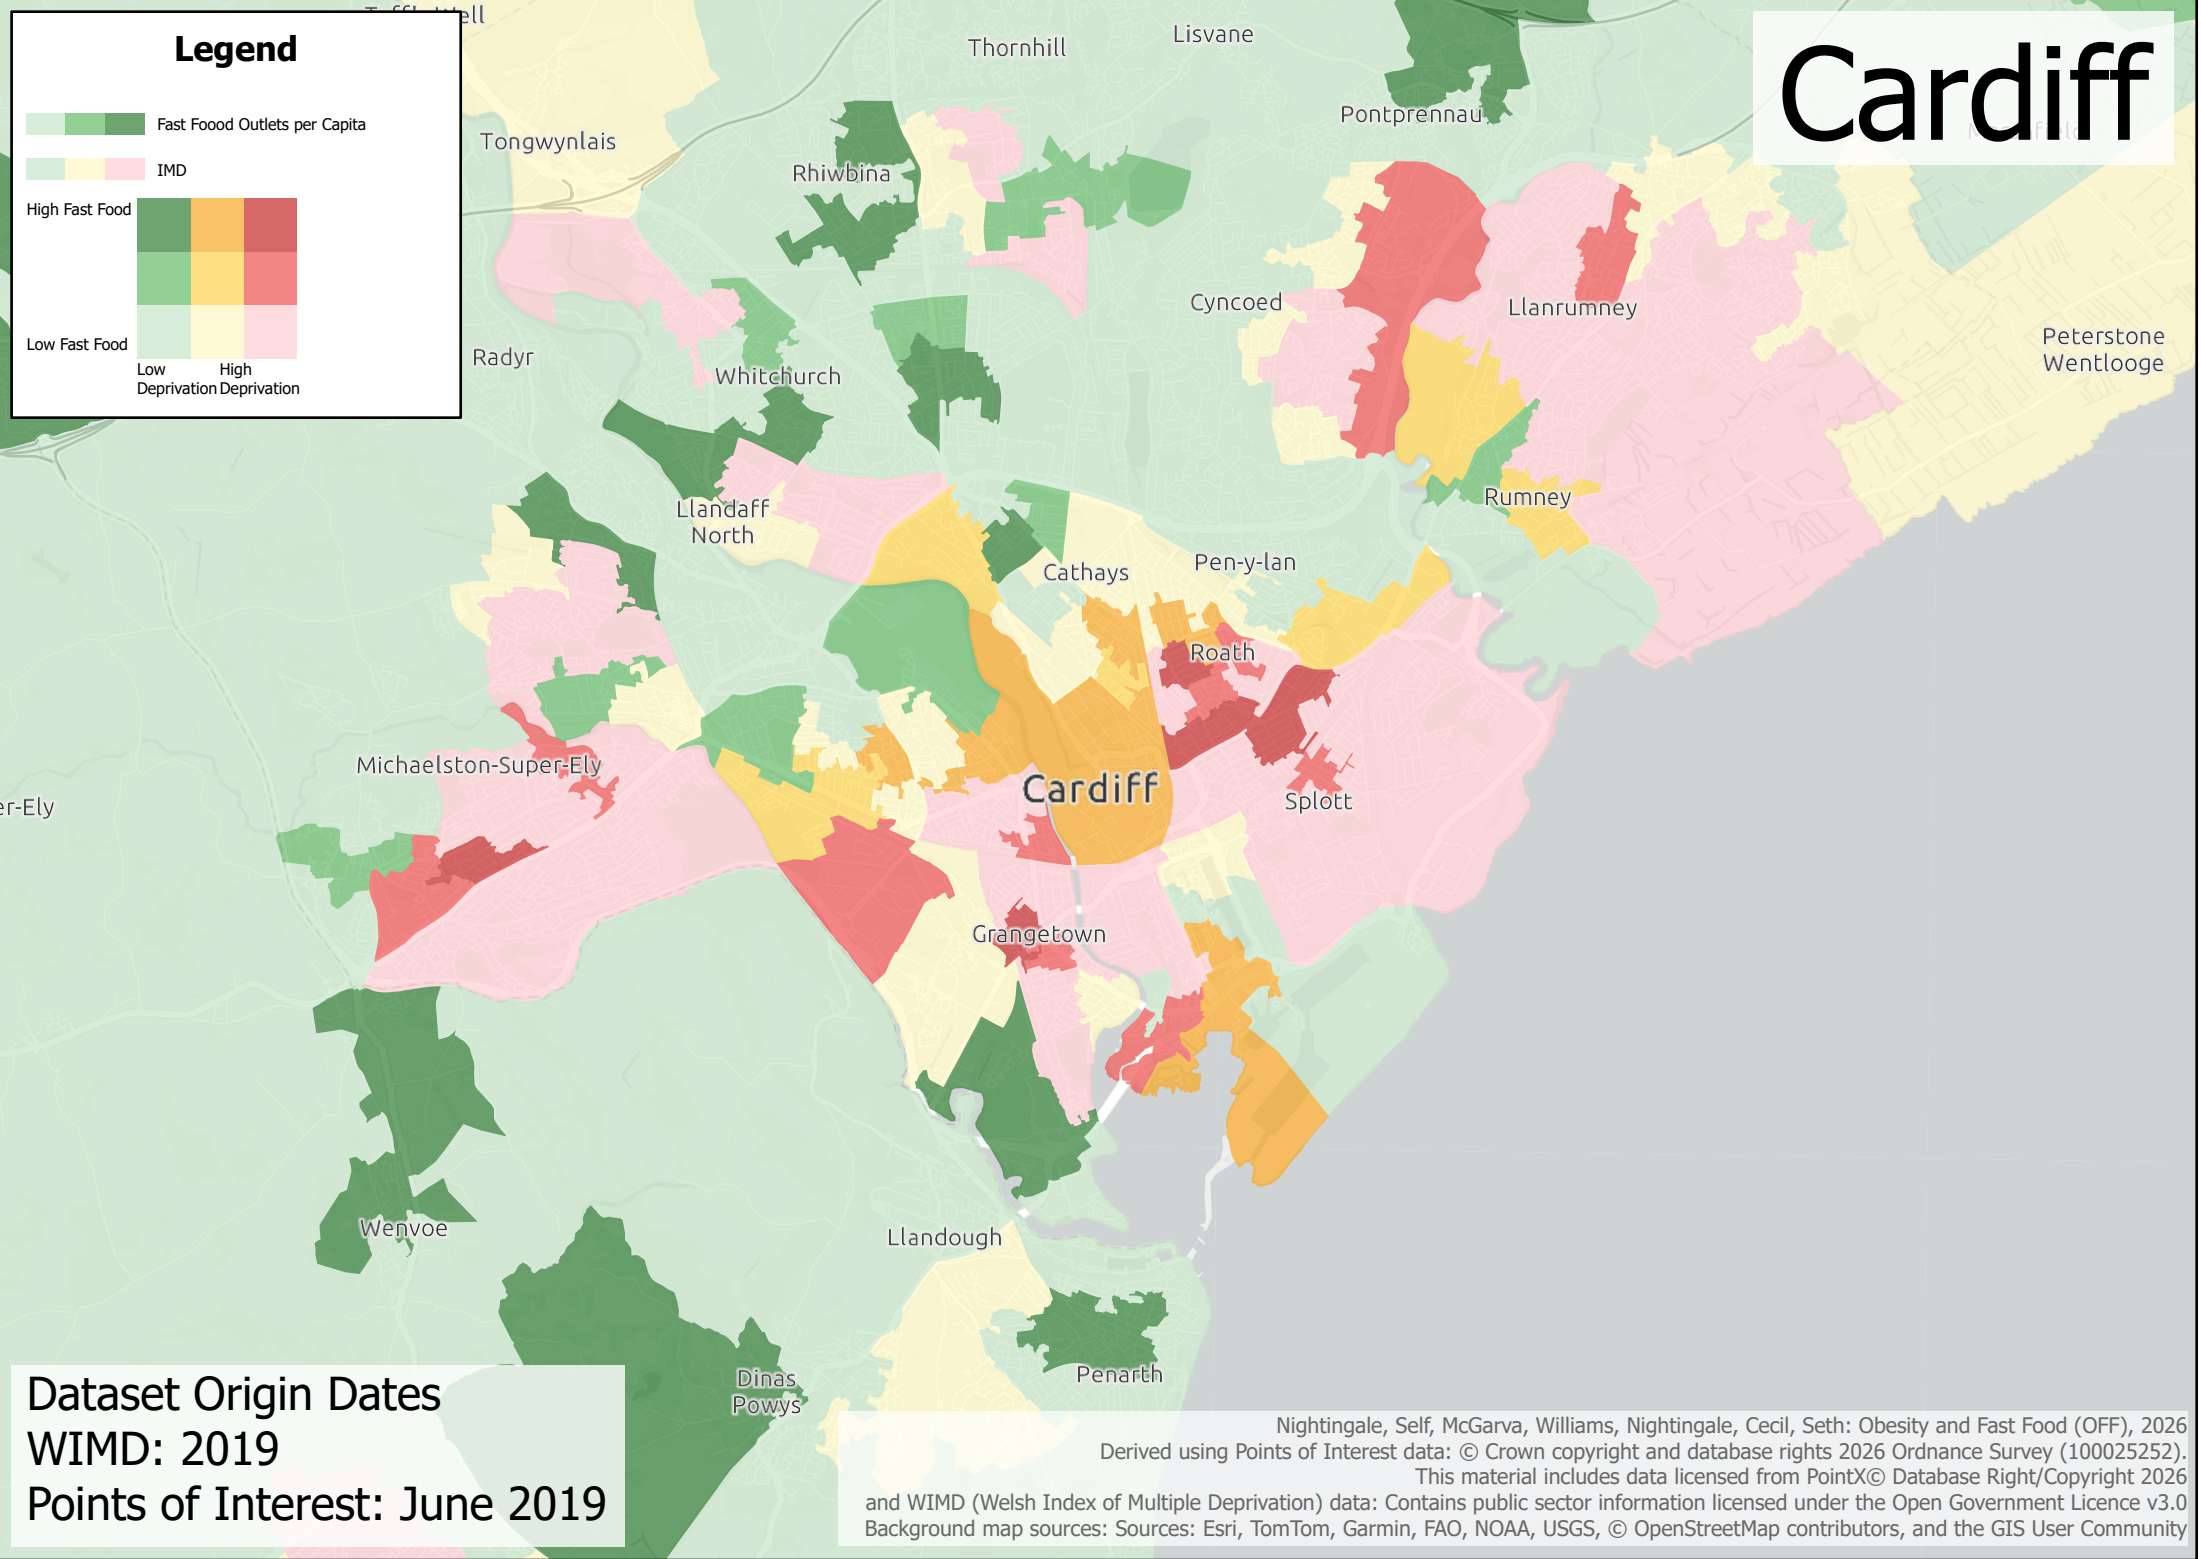 Legend
Fast Foood Outlets per Capita
IMD
High Fast Food
Low Fast Food
Low
Deprivation
High
Deprivation
Cardiff
Thornhill
Lisvane
Pontprennau
Tongwynlais
Rhiwbina
Cyncoed
Llanrumney
Peterstone
Wentlooge
Radyr
Whitchurch
Llandaff
North
Rumney
Cathays
Pen-y-lan
Roath
Michaelston-Super-Ely
er-Ely
Cardiff
Splott
Grangetown
Wenvoe
Llandough
Penarth
Dinas
Powys
Dataset Origin Dates
WIMD: 2019
Points of Interest: June 2019
Nightingale, Self, McGarva, Williams, Nightingale, Cecil, Seth: Obesity and Fast Food (OFF), 2026
Derived using Points of Interest data: © Crown copyright and database rights 2026 Ordnance Survey (100025252).
This material includes data licensed from PointX© Database Right/Copyright 2026
and WIMD (Welsh Index of Multiple Deprivation) data: Contains public sector information licensed under the Open Government Licence v3.0
Background map sources: Sources: Esri, TomTom, Garmin, FAO, NOAA, USGS, © OpenStreetMap contributors, and the GIS User Community